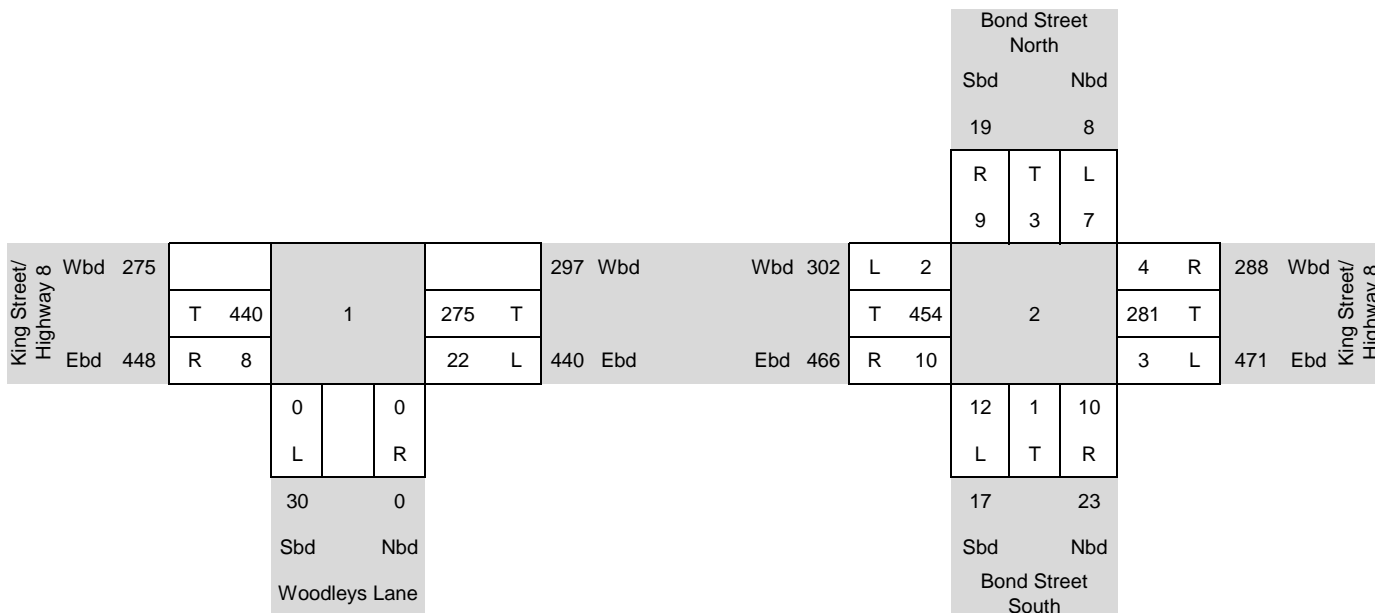 Bond Street
North
Sbd Nbd
19 8
R T L
9 3 7
King Street/
Highway 8
Wbd 275 297 Wbd Wbd 302 L 2 4 R 288 Wbd
T 440 1 275 T T 454 2 281 T
Ebd 448 R 8 22 L 440 Ebd Ebd 466 R 10 3 L 471 Ebd
King Street/
Highway 8
0 0 12 1 10
L R L T R
30 0 17 23
Sbd Nbd Sbd Nbd
Woodleys Lane Bond Street
South